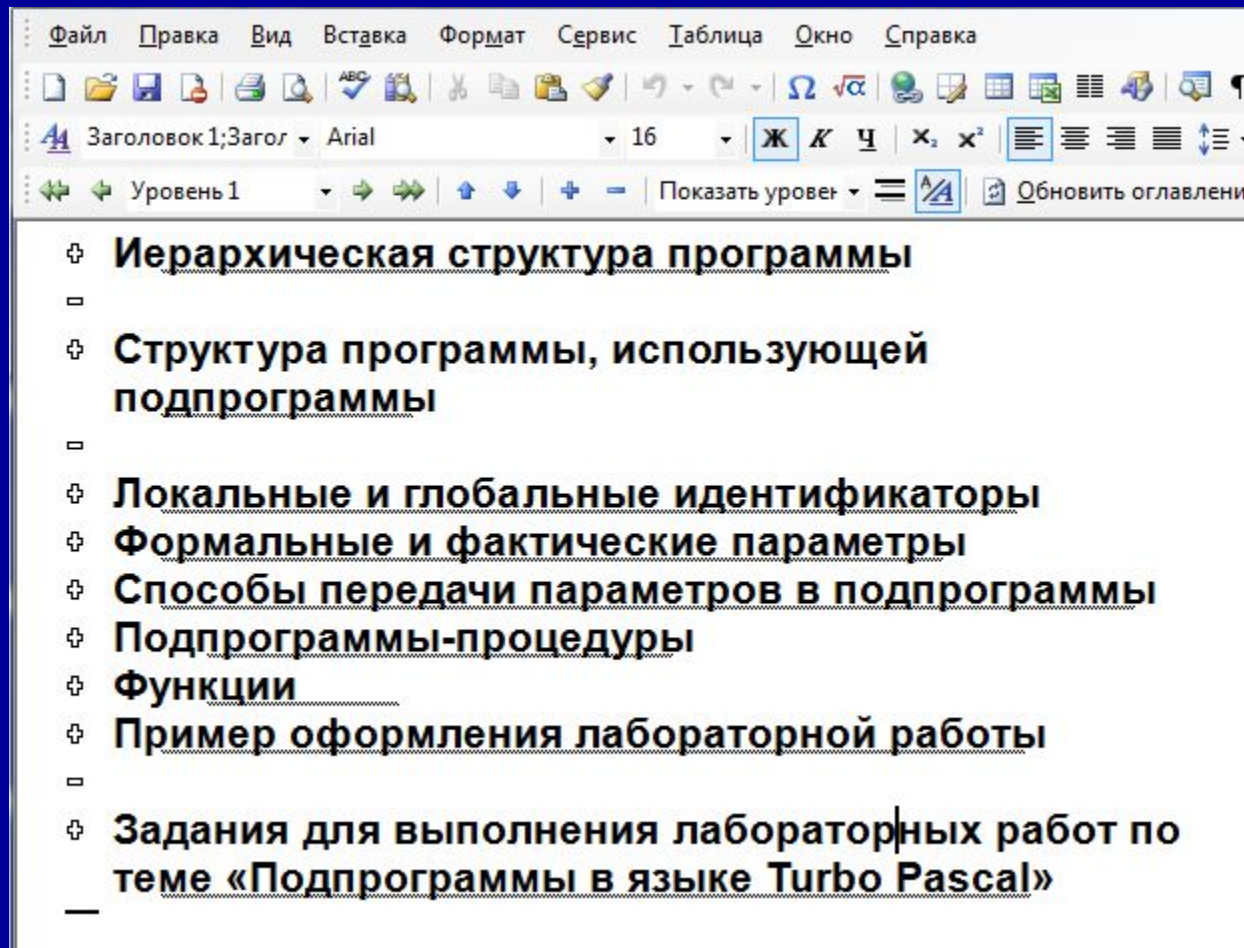 Файл Правка Вид Вставка Формат Сервис Таблица Окно Справка
Заголовок 1;Загол Arial 16 Ж К Ч
Уровень 1 Показать уровен Обновить оглавлени
Иерархическая структура программы
Структура программы, использующей
подпрограммы
Локальные и глобальные идентификаторы
Формальные и фактические параметры
Способы передачи параметров в подпрограммы
Подпрограммы-процедуры
Функции
Пример оформления лабораторной работы
Задания для выполнения лабораторных работ по
теме «Подпрограммы в языке Turbo Pascal»